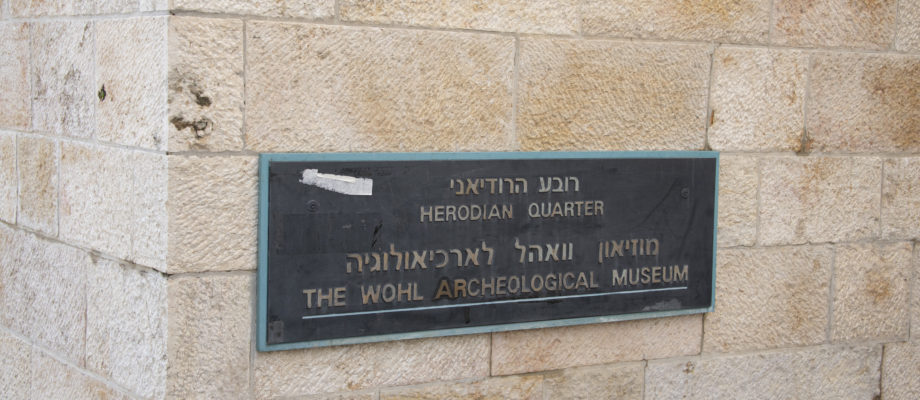 רובע הרודיאני
HERODIAN QUARTER
מוזיאון וואהל לארכיאולוגיה
THE WOHL ARCHEOLOGICAL MUSEUM